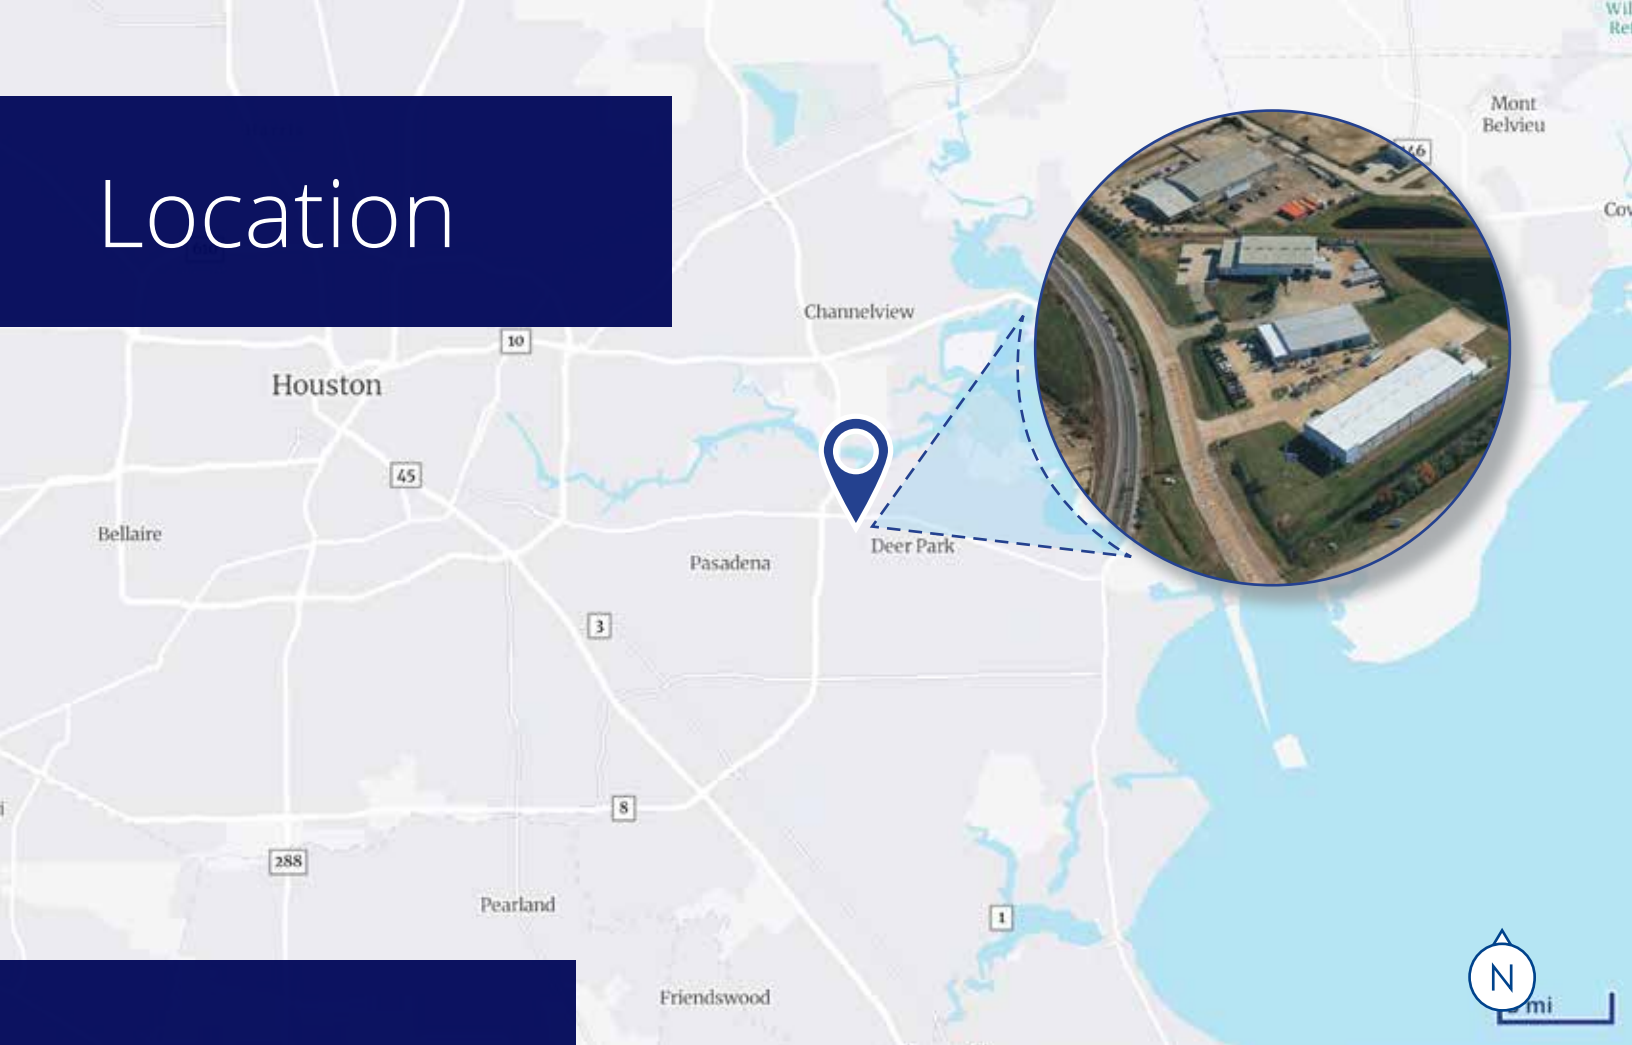 Location
Mont
Belvieu
Channelview
10
Houston
45
Bellaire
Deer Park
Pasadena
3
8
288
Pearland
1
Friendswood
N
mi